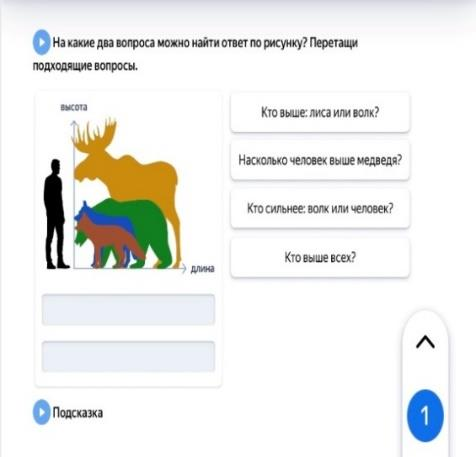 На какие два вопроса можно найти ответ по рисунку? Перетащи
подходящие вопросы.
высота
длина
Кто выше: лиса или волк?
Насколько человек выше медведя?
Кто сильнее: волк или человек?
Кто выше всех?
Подсказка
1